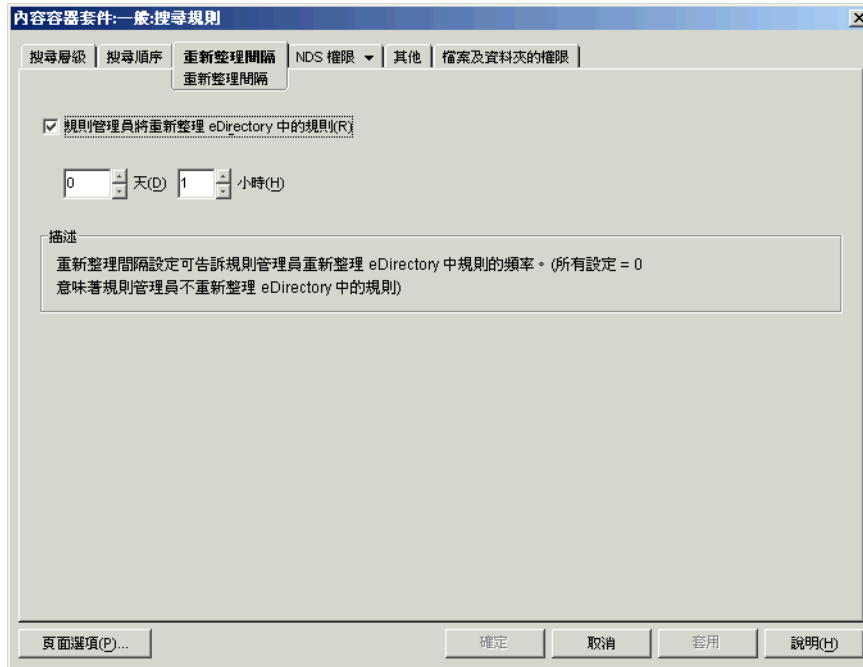 內容容器套件:一般:搜尋規則
搜尋層級
搜尋順序
重新整理間隔
NDS 權限
其他
檔案及資料夾的權限
重新整理間隔
規則管理員將重新整理 eDirectory 中的規則(R)
0
天(D)
1
小時(H)
描述
重新整理間隔設定可告訴規則管理員重新整理 eDirectory 中規則的頻率。(所有設定 = 0
意味著規則管理員不重新整理 eDirectory 中的規則)
頁面選項(P)...
確定
取消
套用
說明(H)